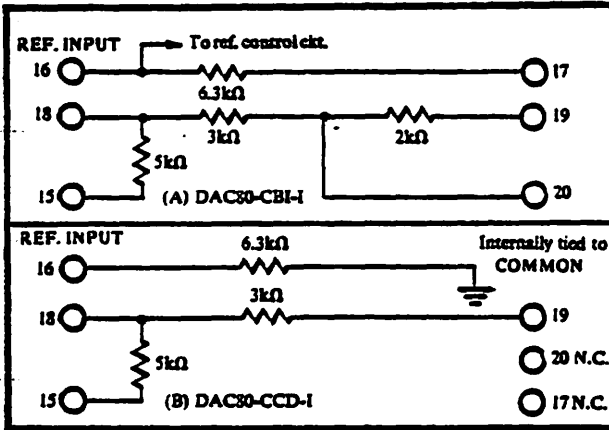 REF. INPUT
To ref. control ckt.
16
17
6.3kΩ
18
19
3kΩ
2kΩ
5kΩ
15
(A) DAC80-CBI-I
20
REF. INPUT
6.3kΩ
Internally tied to
COMMON
16
3kΩ
18
19
5kΩ
20 N.C.
15
(B) DAC80-CCD-I
17 N.C.